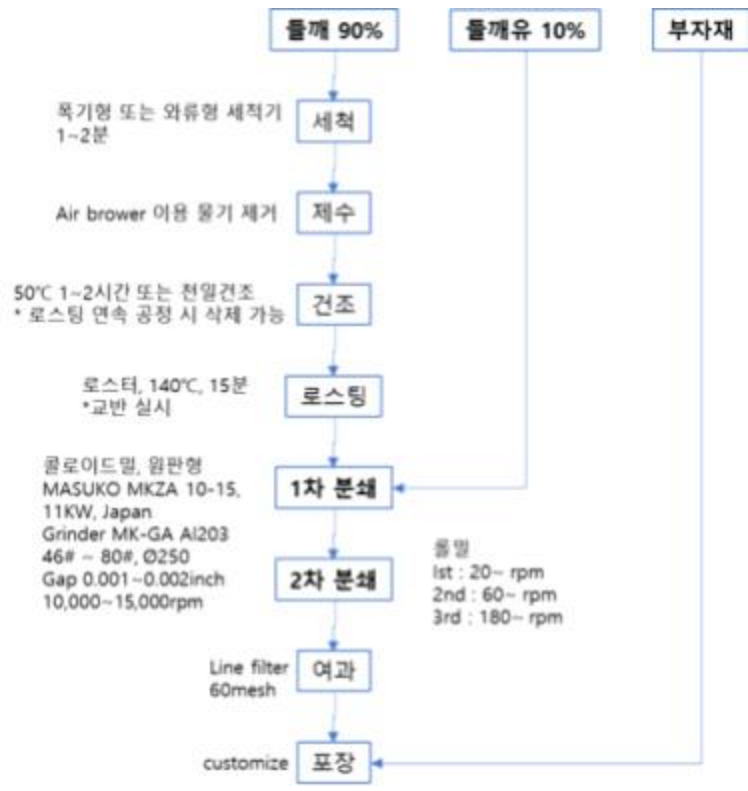 들깨 90%
들깨유 10%
부자재
폭기형 또는 와류형 세척기
1~2분
세척
Air brower 이용 물기 제거
제수
50℃ 1~2시간 또는 천일건조
* 로스팅 연속 공정 시 삭제 가능
건조
로스터, 140℃, 15분
*교반 실시
로스팅
콜로이드밀, 원판형
MASUKO MKZA 10-15,
11KW, Japan
Grinder MK-GA AI203
46# ~ 80#, Ø250
Gap 0.001~0.002inch
10,000~15,000rpm
1차 분쇄
2차 분쇄
롤밀
Ist : 20~ rpm
2nd : 60~ rpm
3rd : 180~ rpm
Line filter
60mesh
여과
customize
포장